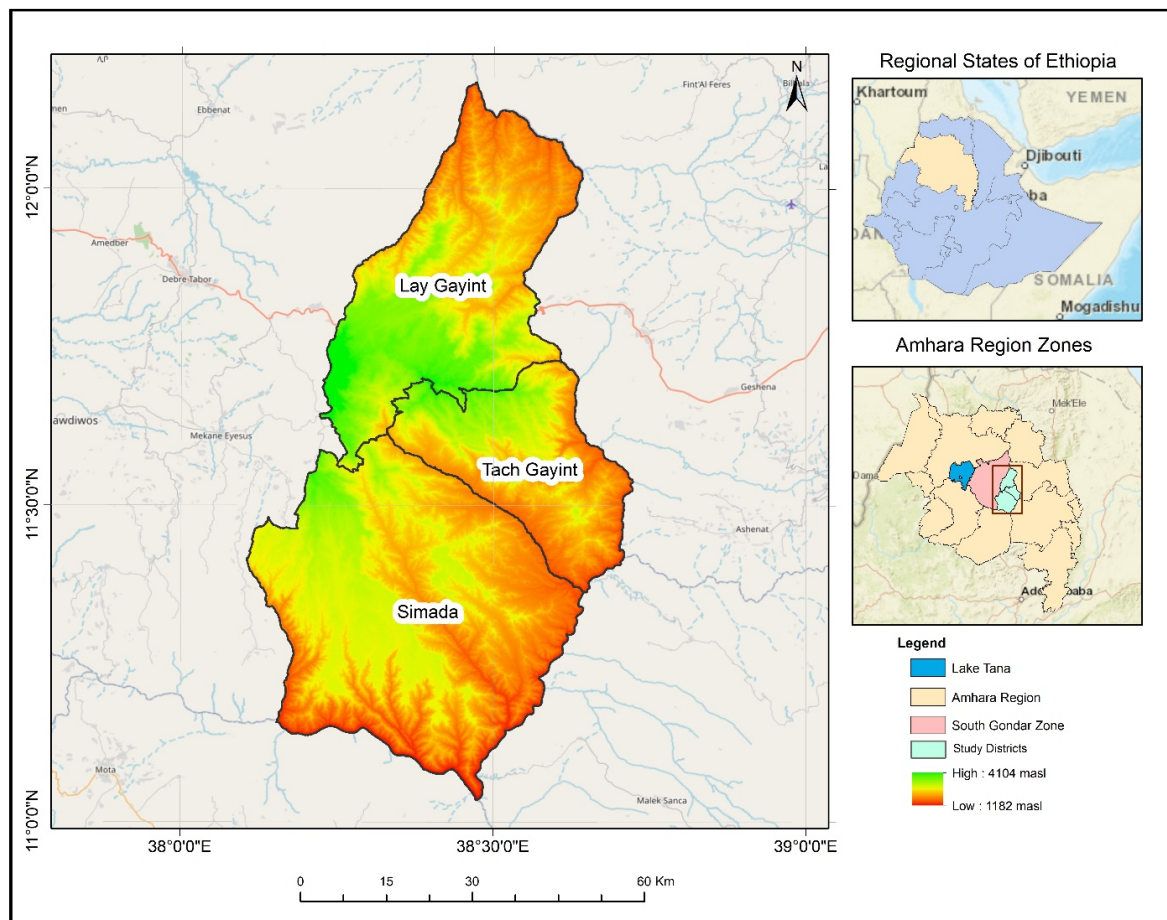 N
Fint'Al Feres
Ebbenat
Amedber
Debre-Tabor
Lay Gayint
Geshena
awdiwos
Mekane Eyesus
Tach Gayint
Ashenat
Simada
Mota
Malek Sanca
12°0'0"N
11°30'0"N
11°0'0"N
38°0'0"E
38°30'0"E
39°0'0"E
0
15
30
60 Km
Regional States of Ethiopia
Khartoum
YEMEN
Djibouti
ba
DAN
SOMALIA
Mogadishu
Amhara Region Zones
Mek'Ele
Dama
Legend
Lake Tana
Amhara Region
South Gondar Zone
Study Districts
High : 4104 masl
Low : 1182 masl